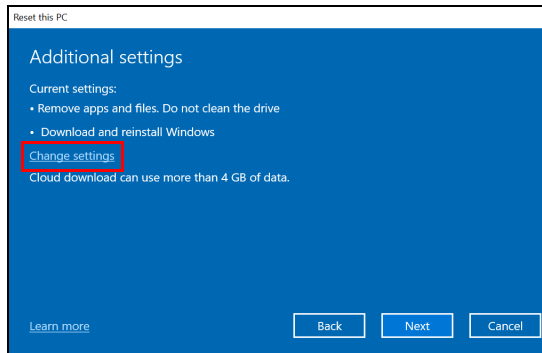 Reset this PC
Additional settings
Current settings:
• Remove apps and files. Do not clean the drive
• Download and reinstall Windows
Change settings
Cloud download can use more than 4 GB of data.
Learn more
Back
Next
Cancel